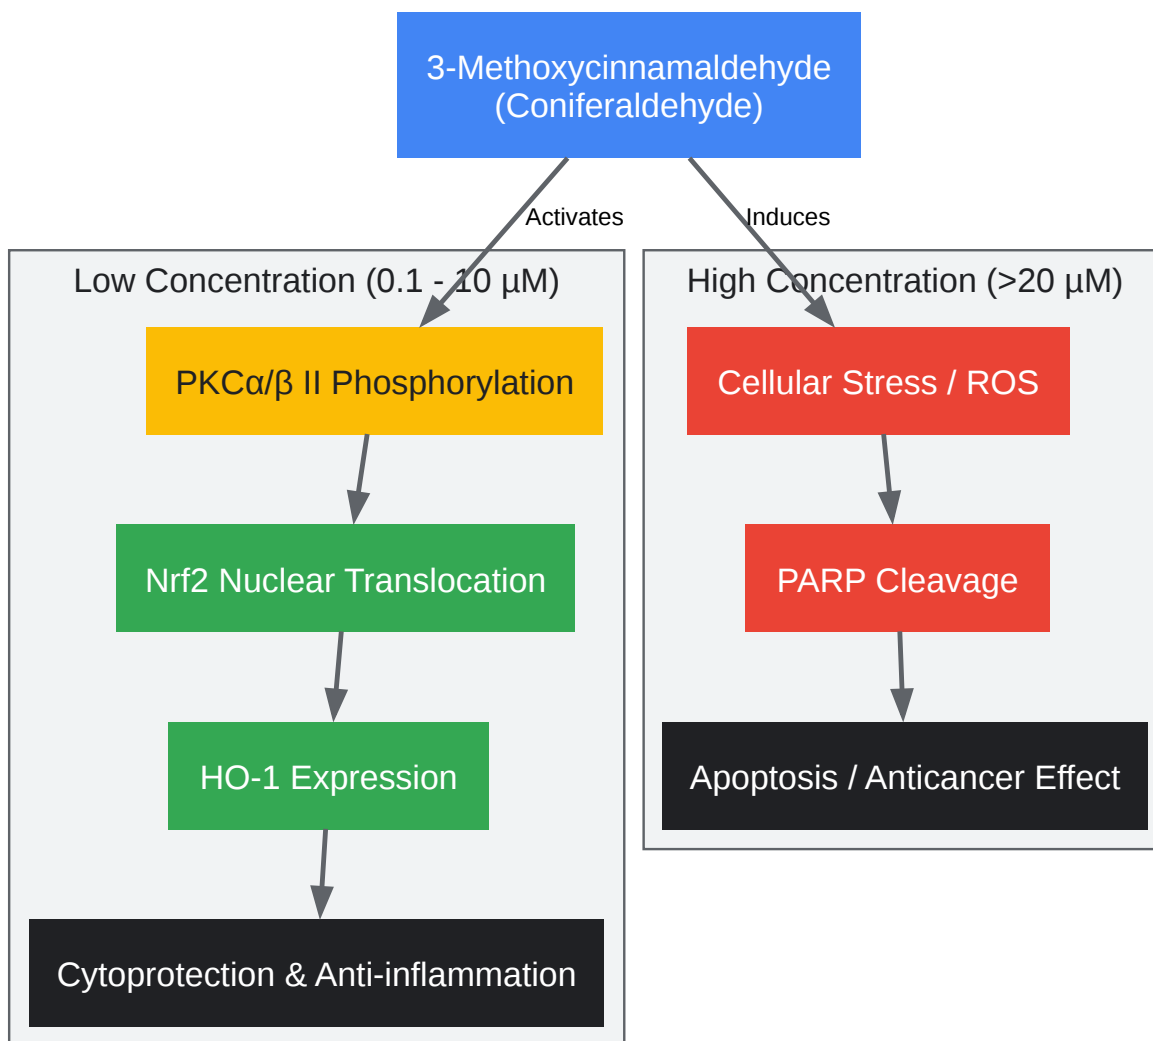 3-Methoxycinnamaldehyde
(Coniferaldehyde)
Activates
Induces
Low Concentration (0.1 - 10 µM)
PKCα/β II Phosphorylation
Nrf2 Nuclear Translocation
HO-1 Expression
Cytoprotection & Anti-inflammation
High Concentration (>20 µM)
Cellular Stress / ROS
PARP Cleavage
Apoptosis / Anticancer Effect